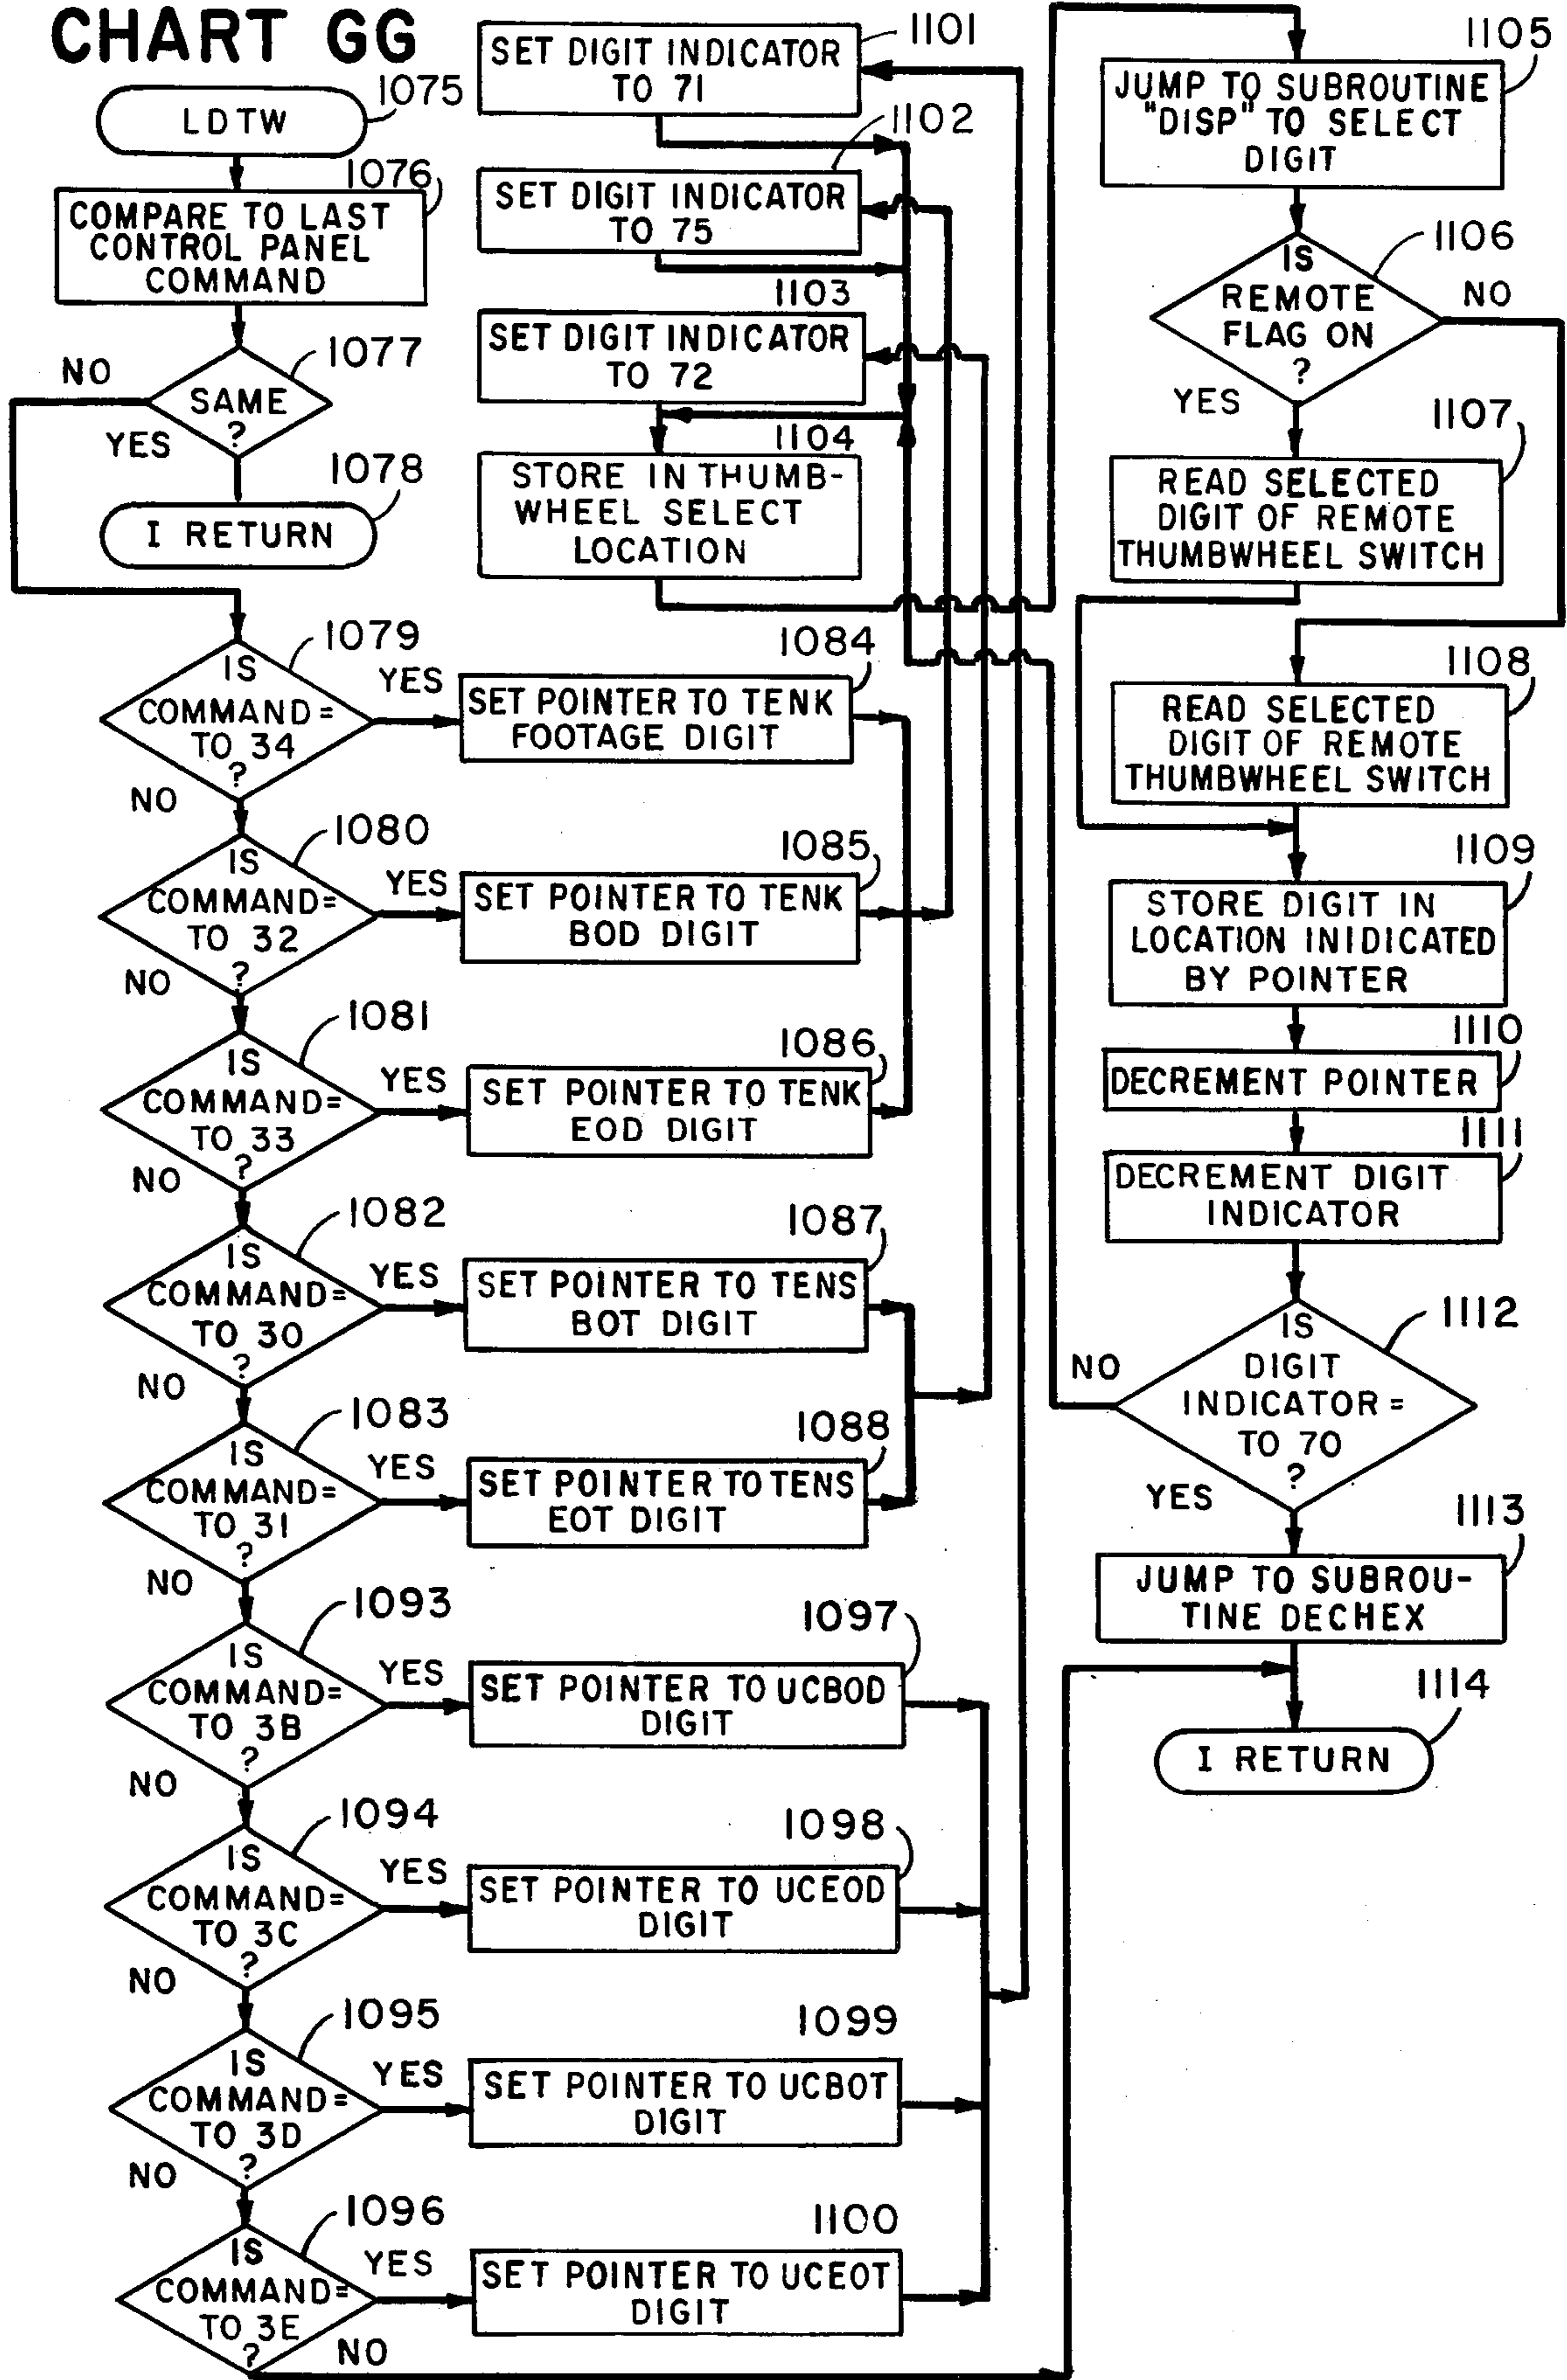 CHART GG
LDTW
1075
1076
COMPARE TO LAST
CONTROL PANEL
COMMAND
1077
NO
SAME
?
YES
1078
I RETURN
1079
IS
COMMAND=
TO 34
?
YES
NO
1084
SET POINTER TO TENK
FOOTAGE DIGIT
1080
IS
COMMAND=
TO 32
?
YES
NO
1085
SET POINTER TO TENK
BOD DIGIT
1081
IS
COMMAND=
TO 33
?
YES
NO
1086
SET POINTER TO TENK
EOD DIGIT
1082
IS
COMMAND=
TO 30
?
YES
NO
1087
SET POINTER TO TENS
BOT DIGIT
1083
IS
COMMAND=
TO 31
?
YES
NO
1088
SET POINTER TO TENS
EOT DIGIT
1093
IS
COMMAND=
TO 3B
?
YES
NO
1097
SET POINTER TO UCBOD
DIGIT
1094
IS
COMMAND=
TO 3C
?
YES
NO
1098
SET POINTER TO UCEOD
DIGIT
1095
IS
COMMAND=
TO 3D
?
YES
NO
1099
SET POINTER TO UCBOT
DIGIT
1096
IS
COMMAND=
TO 3E
?
YES
NO
1100
SET POINTER TO UCEOT
DIGIT
1101
SET DIGIT INDICATOR
TO 71
1102
SET DIGIT INDICATOR
TO 75
1103
SET DIGIT INDICATOR
TO 72
1104
STORE IN THUMB-
WHEEL SELECT
LOCATION
1105
JUMP TO SUBROUTINE
"DISP" TO SELECT
DIGIT
1106
IS
REMOTE
FLAG ON
?
NO
YES
1107
READ SELECTED
DIGIT OF REMOTE
THUMBWHEEL SWITCH
1108
READ SELECTED
DIGIT OF REMOTE
THUMBWHEEL SWITCH
1109
STORE DIGIT IN
LOCATION INIDICATED
BY POINTER
1110
DECREMENT POINTER
1111
DECREMENT DIGIT
INDICATOR
1112
IS
DIGIT
INDICATOR =
TO 70
?
NO
YES
1113
JUMP TO SUBROU-
TINE DECHEX
1114
I RETURN